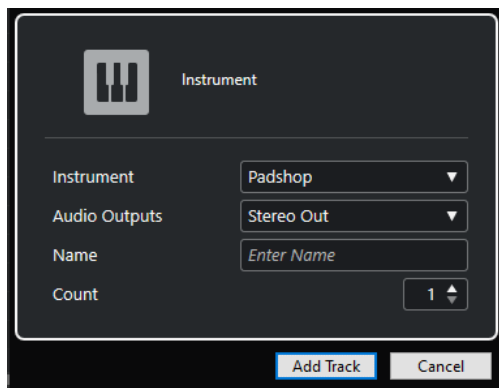 Instrument
Instrument Padshop
Audio Outputs Stereo Out
Name Enter Name
Count 1
Add Track Cancel